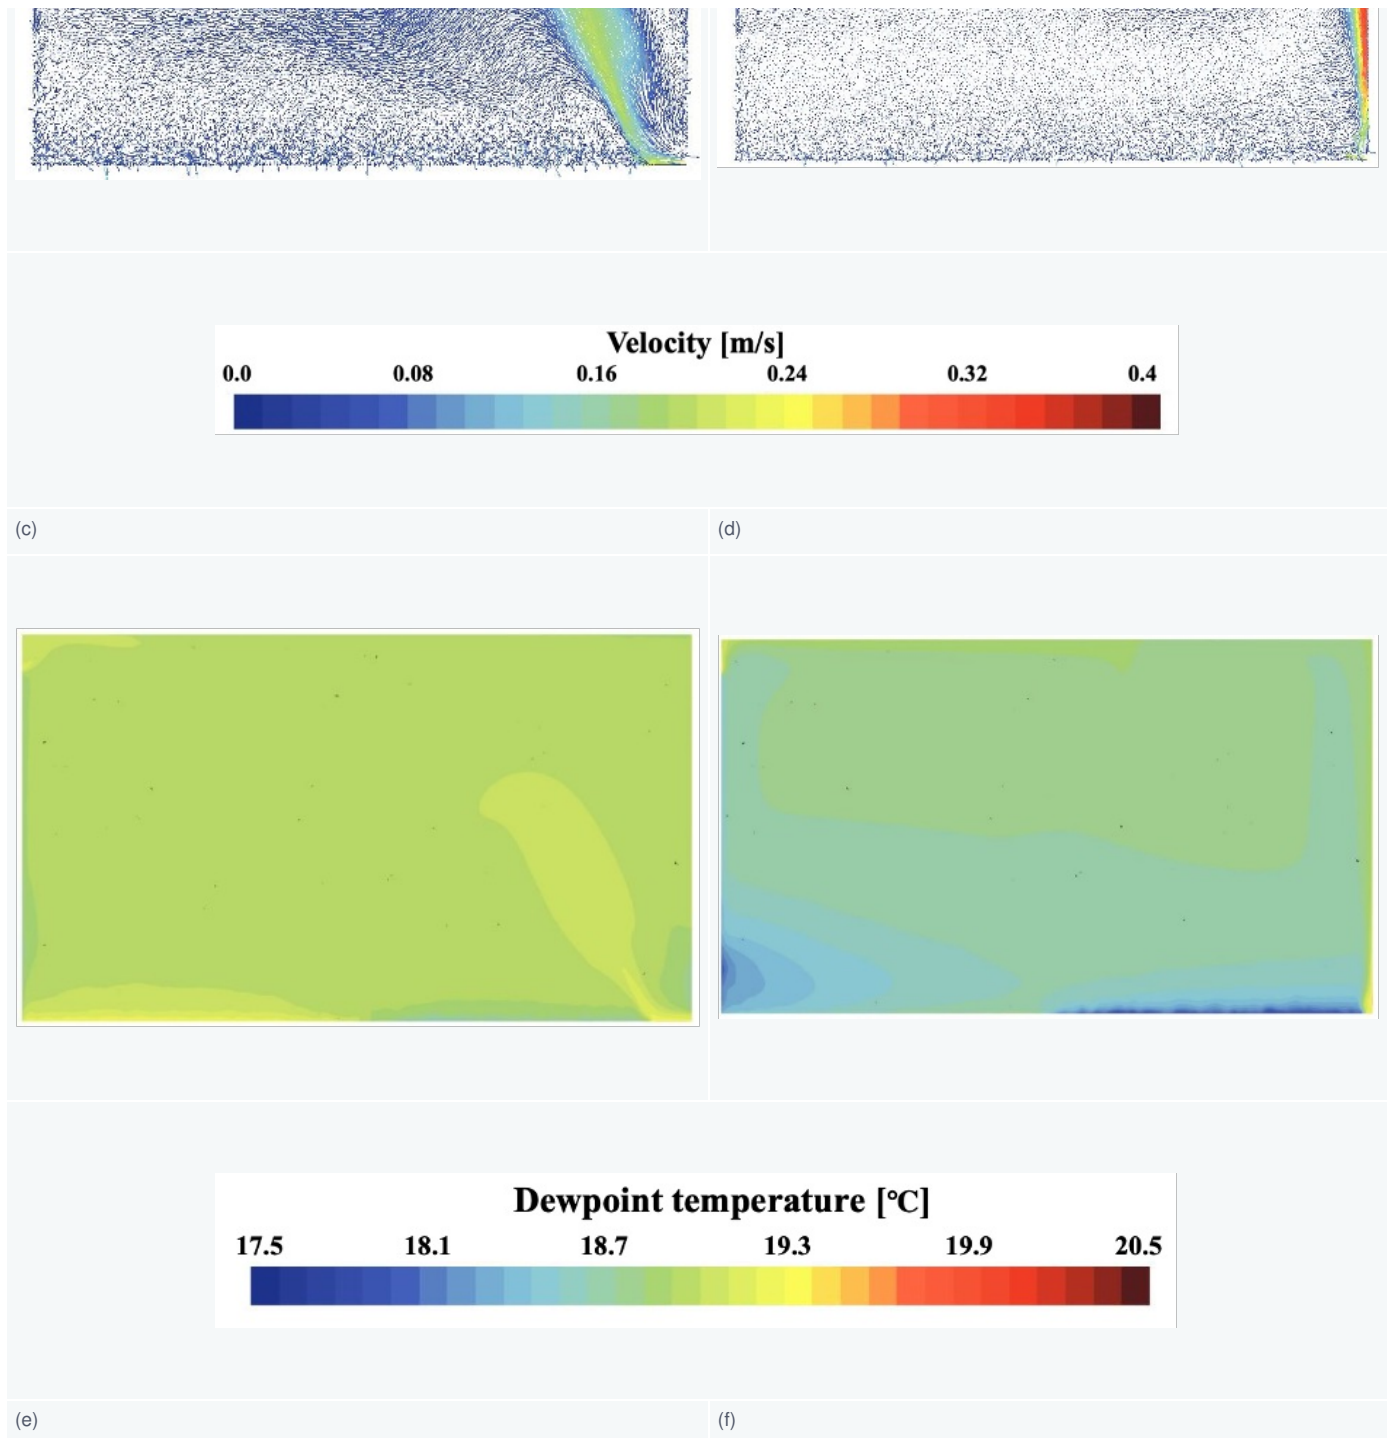 Velocity [m/s]
0.0 0.08 0.16 0.24 0.32 0.4
(c) (d)
Dewpoint temperature [℃]
17.5 18.1 18.7 19.3 19.9 20.5
(e) (f)